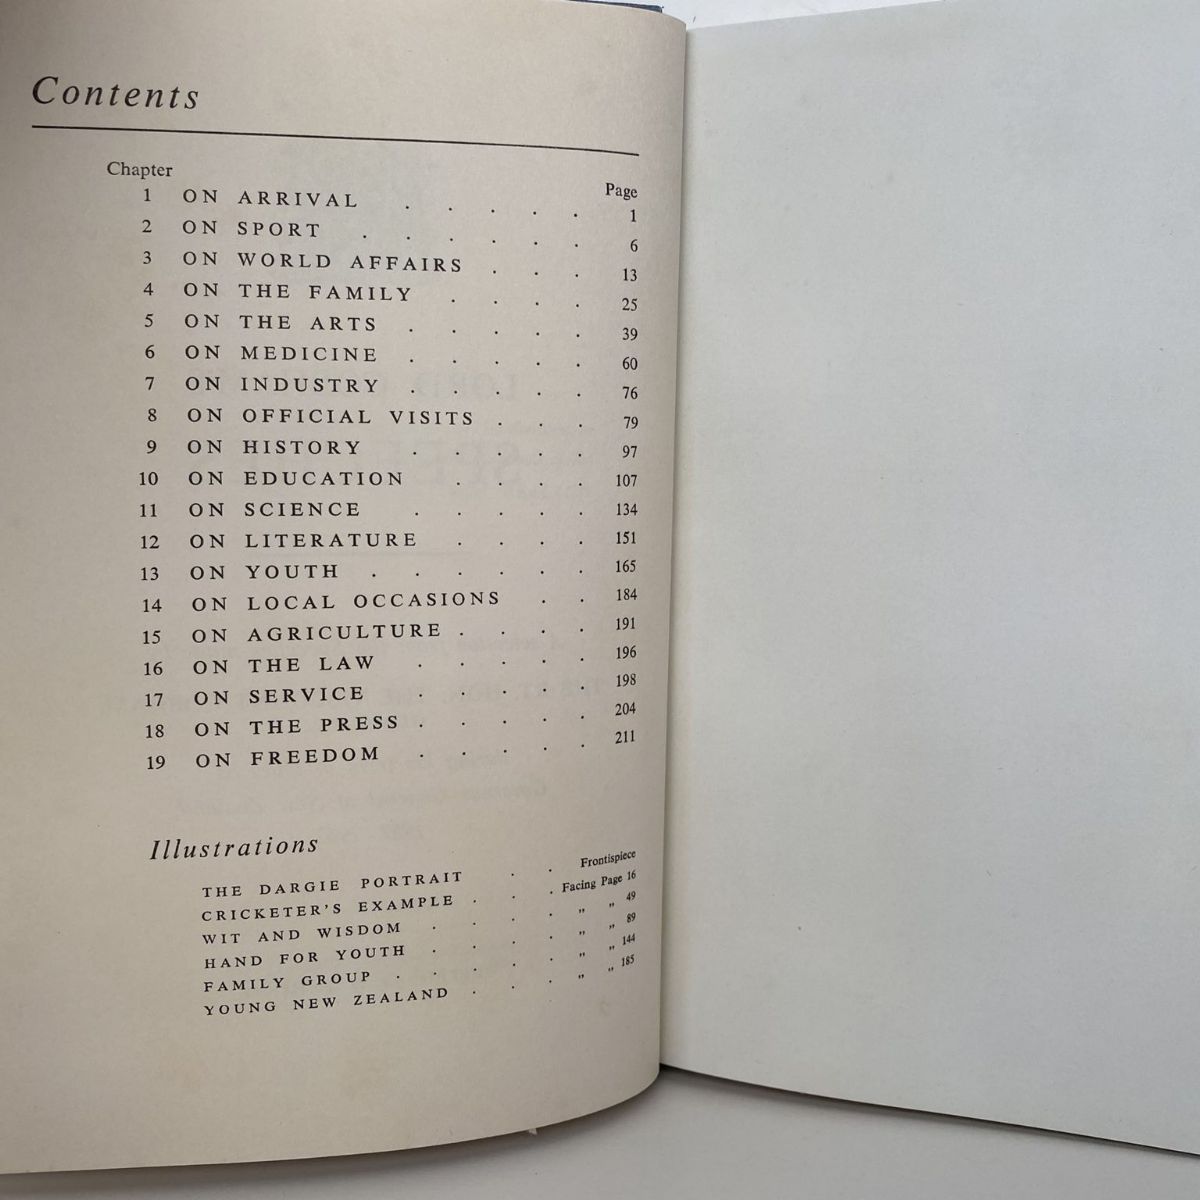 Contents
Chapter Page
1 ON ARRIVAL . . . . . 1
2 ON SPORT . . . . . . 6
3 ON WORLD AFFAIRS . . . 13
4 ON THE FAMILY . . . . 25
5 ON THE ARTS . . . . . 39
6 ON MEDICINE . . . . . 60
7 ON INDUSTRY . . . . . 76
8 ON OFFICIAL VISITS . . . 79
9 ON HISTORY . . . . . 97
10 ON EDUCATION . . . . 107
11 ON SCIENCE . . . . . 134
12 ON LITERATURE . . . . 151
13 ON YOUTH . . . . . . 165
14 ON LOCAL OCCASIONS . . 184
15 ON AGRICULTURE . . . . 191
16 ON THE LAW . . . . . 196
17 ON SERVICE . . . . . 198
18 ON THE PRESS . . . . . 204
19 ON FREEDOM . . . . . 211
Illustrations
THE DARGIE PORTRAIT . . Frontispiece
CRICKETER'S EXAMPLE . . . Facing Page 16
WIT AND WISDOM . . . " " 49
HAND FOR YOUTH . . . " " 89
FAMILY GROUP . . . . " " 144
YOUNG NEW ZEALAND . . . " " 185